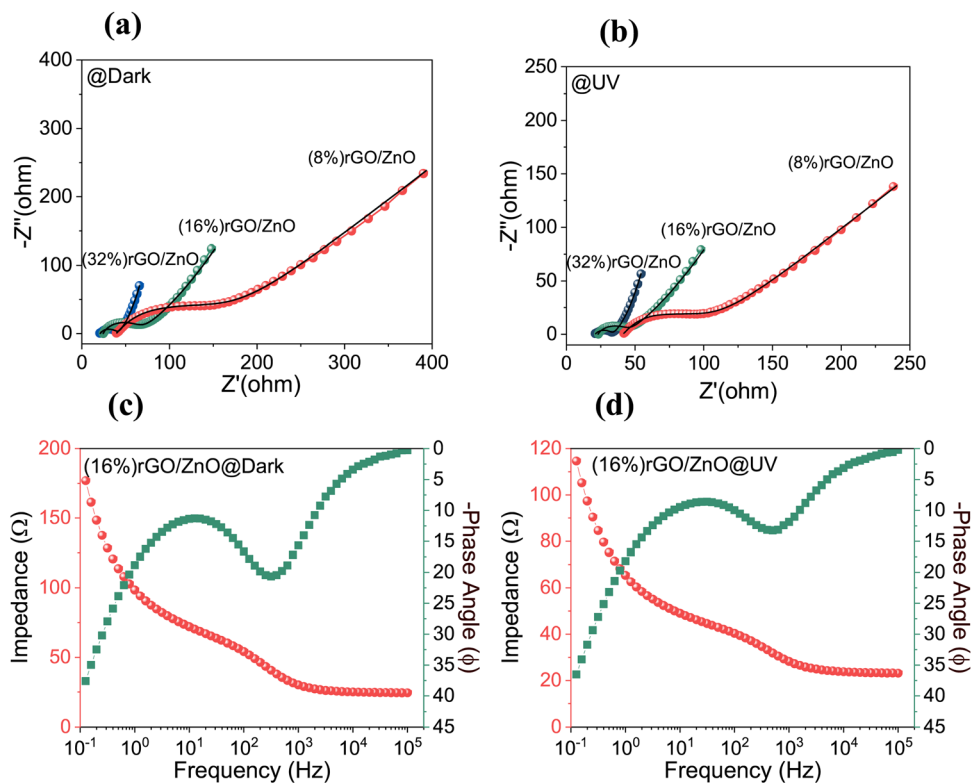 (a)
400
@Dark
300
(8%)rGO/ZnO
200
(16%)rGO/ZnO
(32%)rGO/ZnO
100
0
-Z"(ohm)
0 100 200 300 400
Z'(ohm)
(b)
250
@UV
200
150
(8%)rGO/ZnO
100
(16%)rGO/ZnO
(32%)rGO/ZnO
50
0
-Z"(ohm)
0 25 50 75 100 125 150 175 200 225 250
Z'(ohm)
(c)
(16%)rGO/ZnO@Dark
200
150
100
50
0
Impedance (Ω)
0
5
10
15
20
25
30
35
40
45
-Phase Angle (ϕ)
10-1 100 101 102 103 104 105
Frequency (Hz)
(d)
(16%)rGO/ZnO@UV
120
100
80
60
40
20
0
Impedance (Ω)
0
5
10
15
20
25
30
35
40
45
-Phase Angle (ϕ)
10-1 100 101 102 103 104 105
Frequency (Hz)